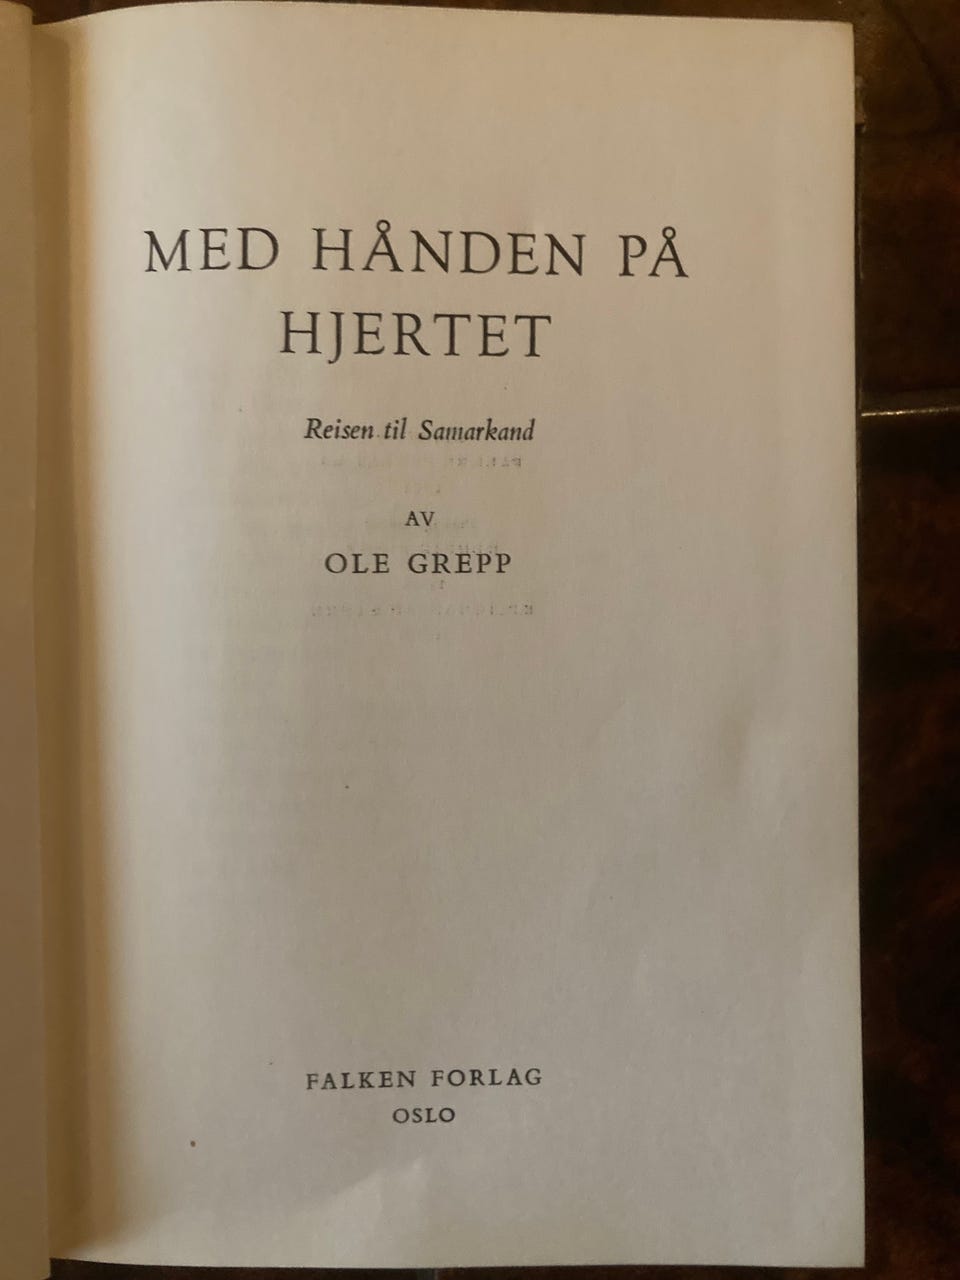 MED HÅNDEN PÅ
HJERTET
Reisen til Samarkand
AV
OLE GREPP
FALKEN FORLAG
OSLO